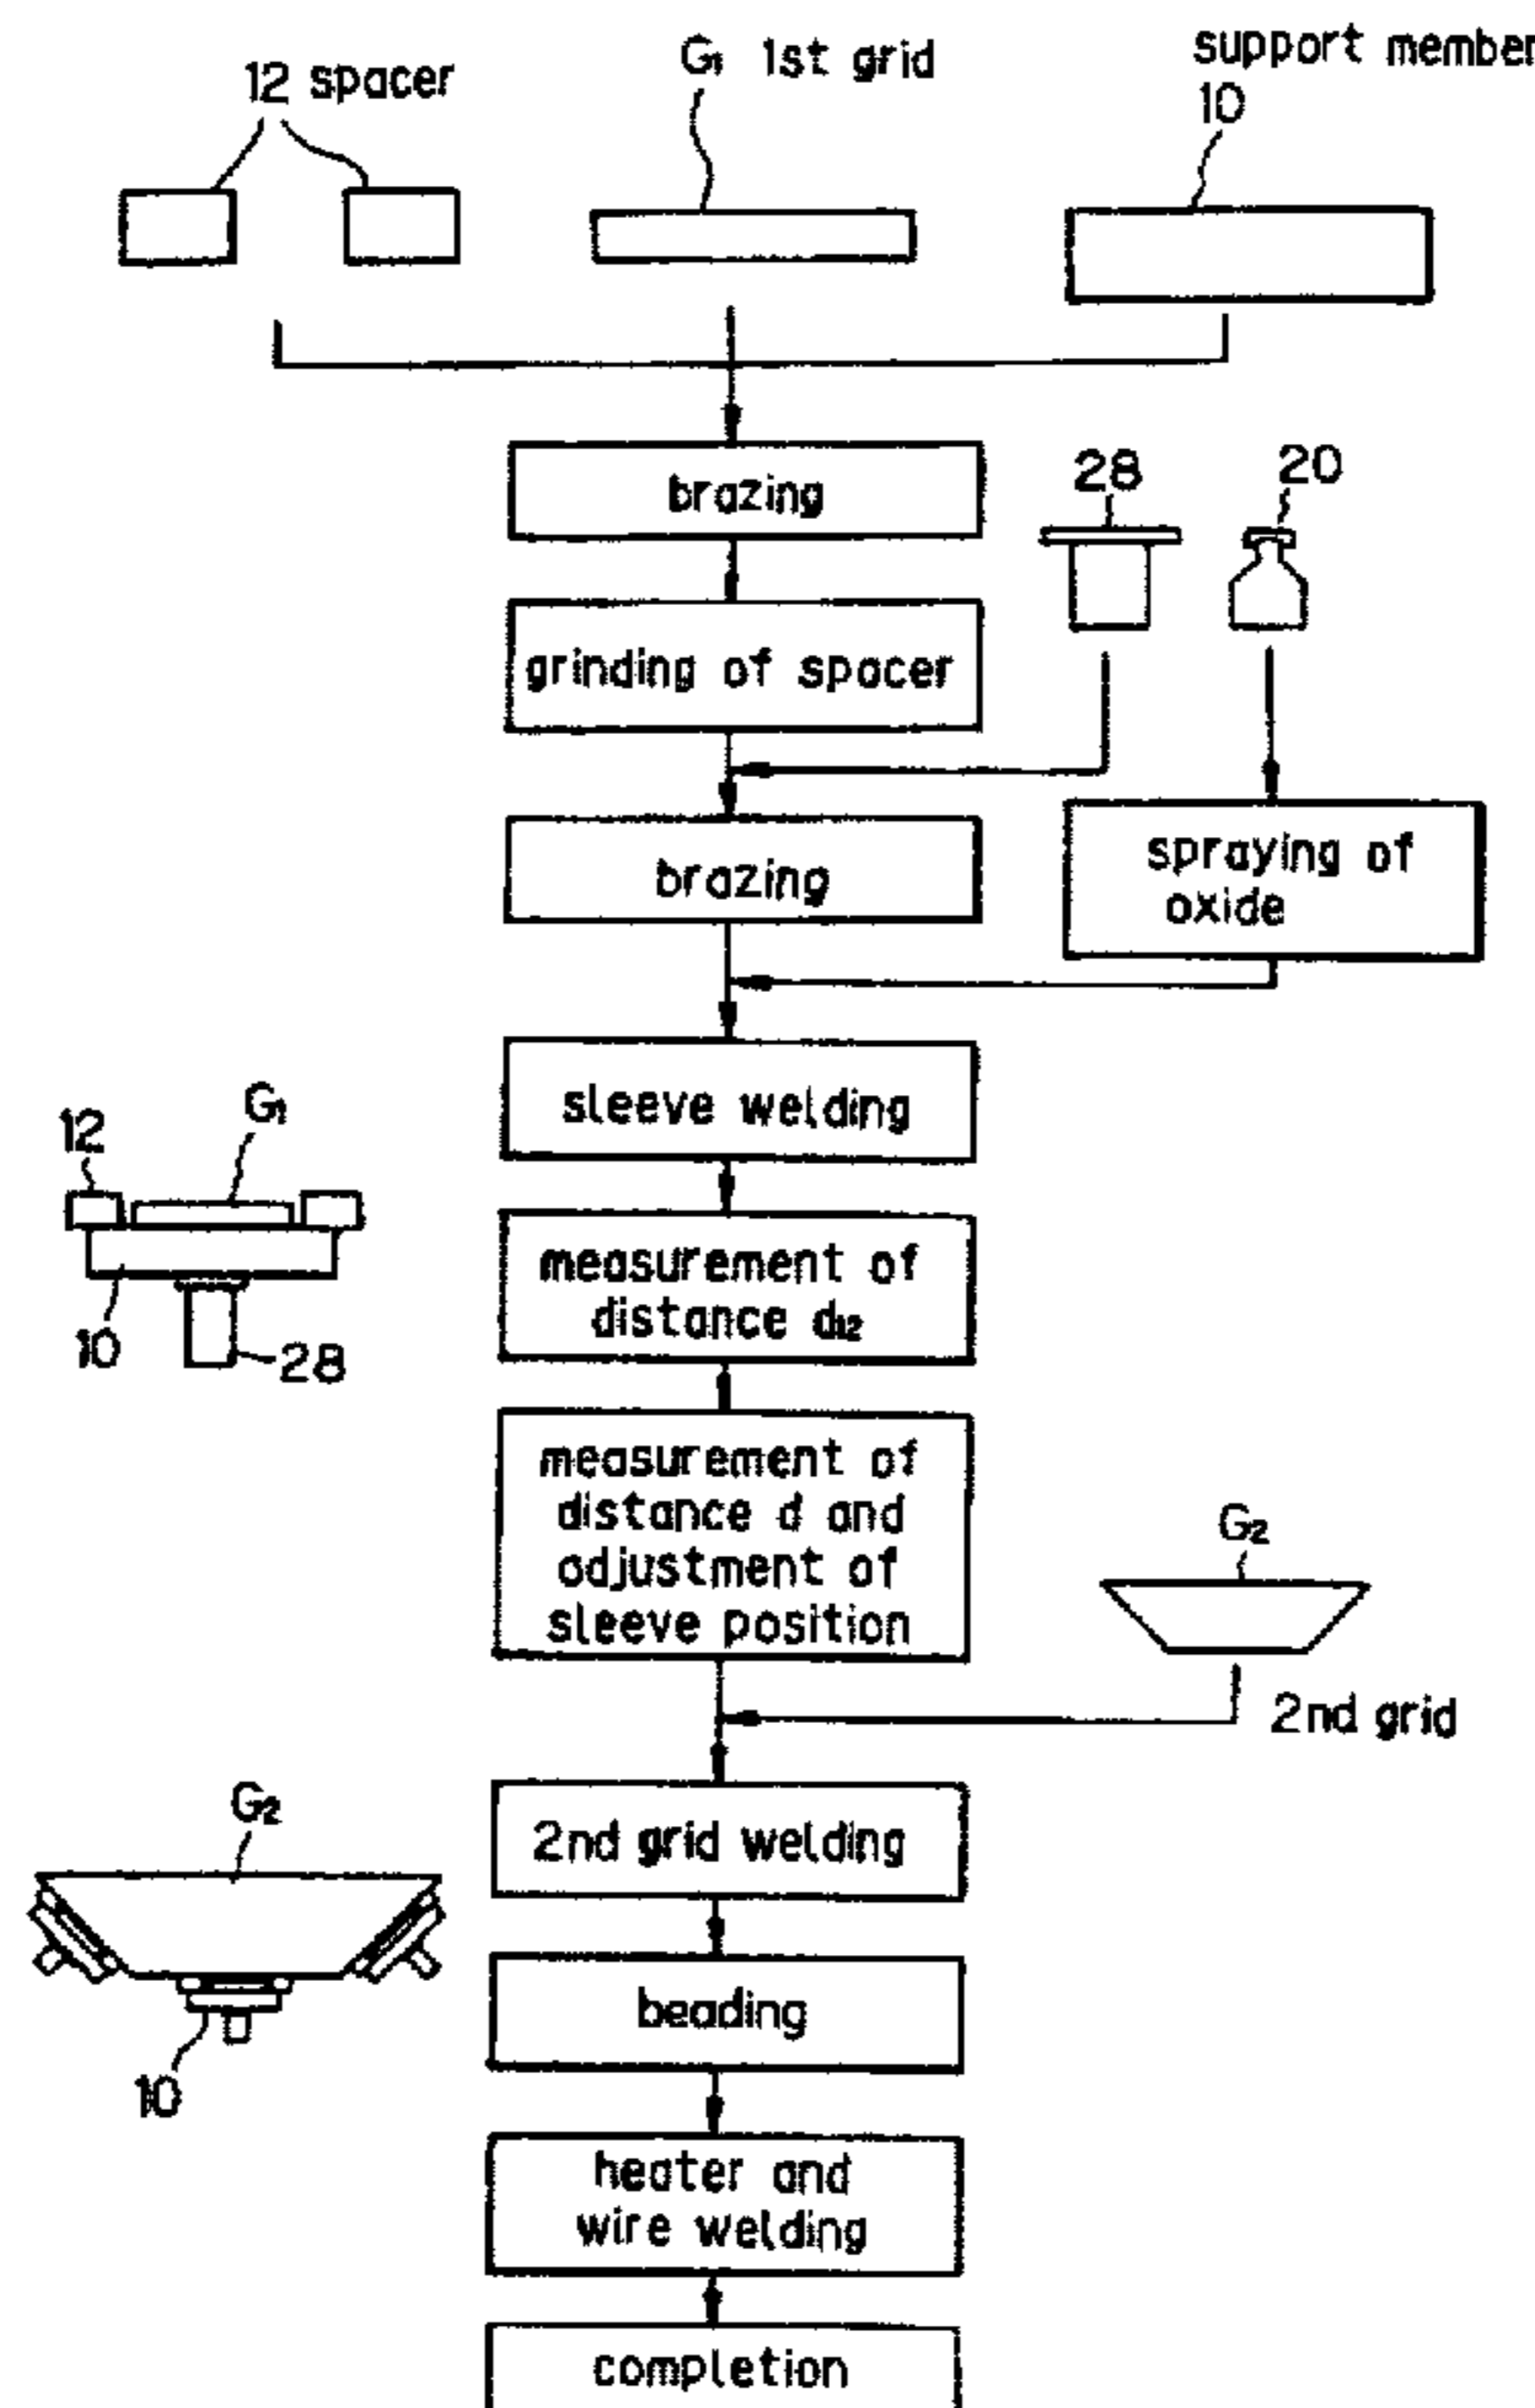 12 spacer
G1 1st grid
support member
10
brazing
28
20
grinding of spacer
brazing
spraying of
oxide
sleeve welding
12
G1
10
28
measurement of
distance d12
measurement of
distance d and
adjustment of
sleeve position
G2
2nd grid
2nd grid welding
G2
10
beading
heater and
wire welding
completion